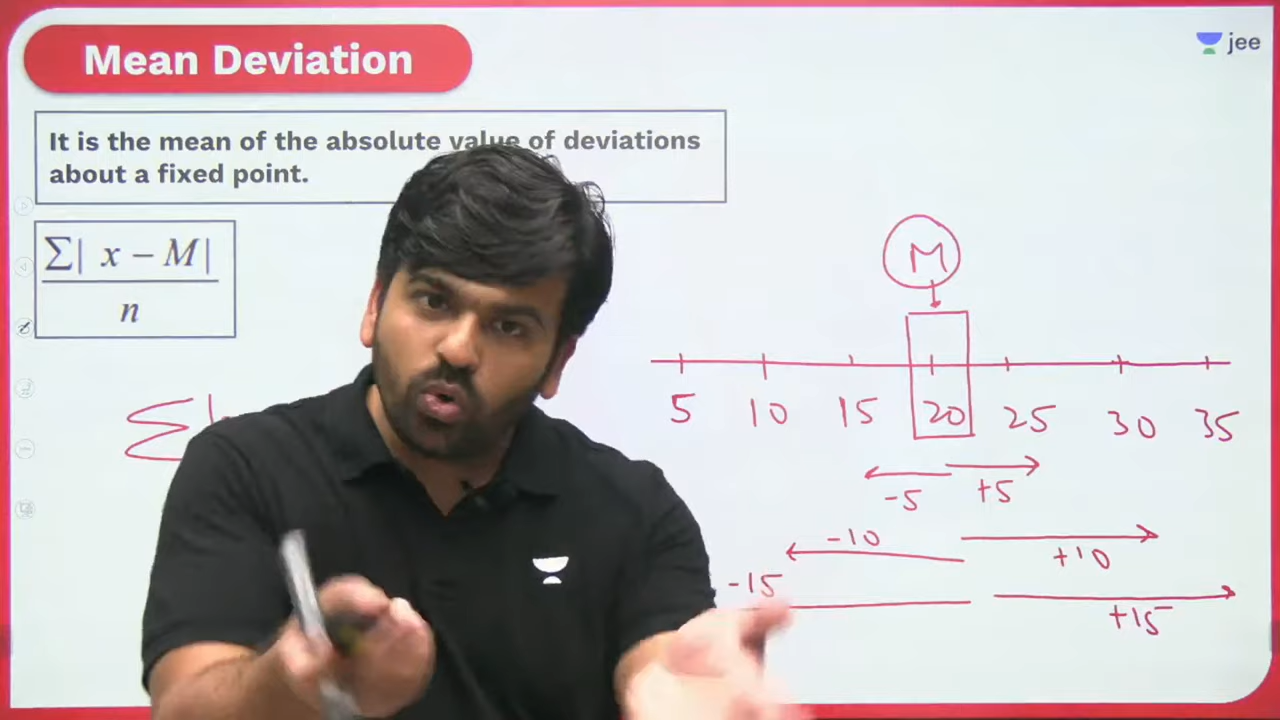 Mean Deviation
jee
It is the mean of the absolute value of deviations
about a fixed point.
Σ| x − M|
n
M
5 10 15 20 25 30 35
Σ|
-5 +5
-10 +10
-15 +15